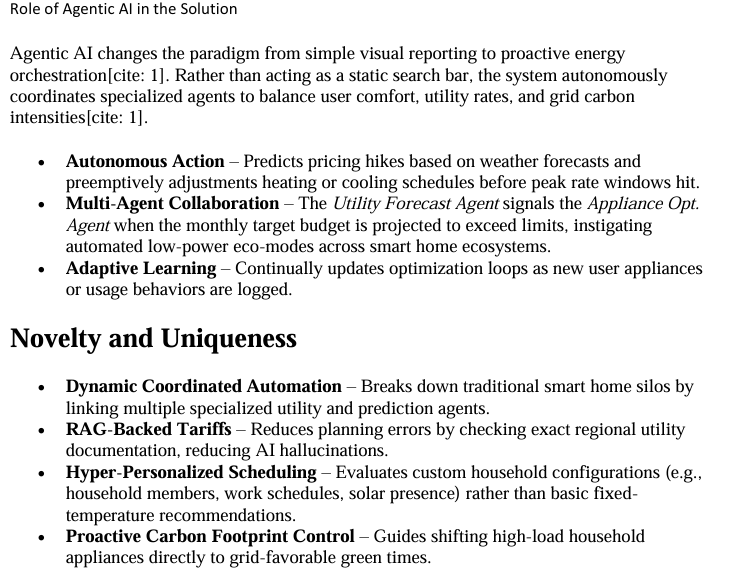 Role of Agentic AI in the Solution
Agentic AI changes the paradigm from simple visual reporting to proactive energy
orchestration[cite: 1]. Rather than acting as a static search bar, the system autonomously
coordinates specialized agents to balance user comfort, utility rates, and grid carbon
intensities[cite: 1].
• Autonomous Action – Predicts pricing hikes based on weather forecasts and
preemptively adjustments heating or cooling schedules before peak rate windows hit.
• Multi-Agent Collaboration – The Utility Forecast Agent signals the Appliance Opt.
Agent when the monthly target budget is projected to exceed limits, instigating
automated low-power eco-modes across smart home ecosystems.
• Adaptive Learning – Continually updates optimization loops as new user appliances
or usage behaviors are logged.
Novelty and Uniqueness
• Dynamic Coordinated Automation – Breaks down traditional smart home silos by
linking multiple specialized utility and prediction agents.
• RAG-Backed Tariffs – Reduces planning errors by checking exact regional utility
documentation, reducing AI hallucinations.
• Hyper-Personalized Scheduling – Evaluates custom household configurations (e.g.,
household members, work schedules, solar presence) rather than basic fixed-
temperature recommendations.
• Proactive Carbon Footprint Control – Guides shifting high-load household
appliances directly to grid-favorable green times.